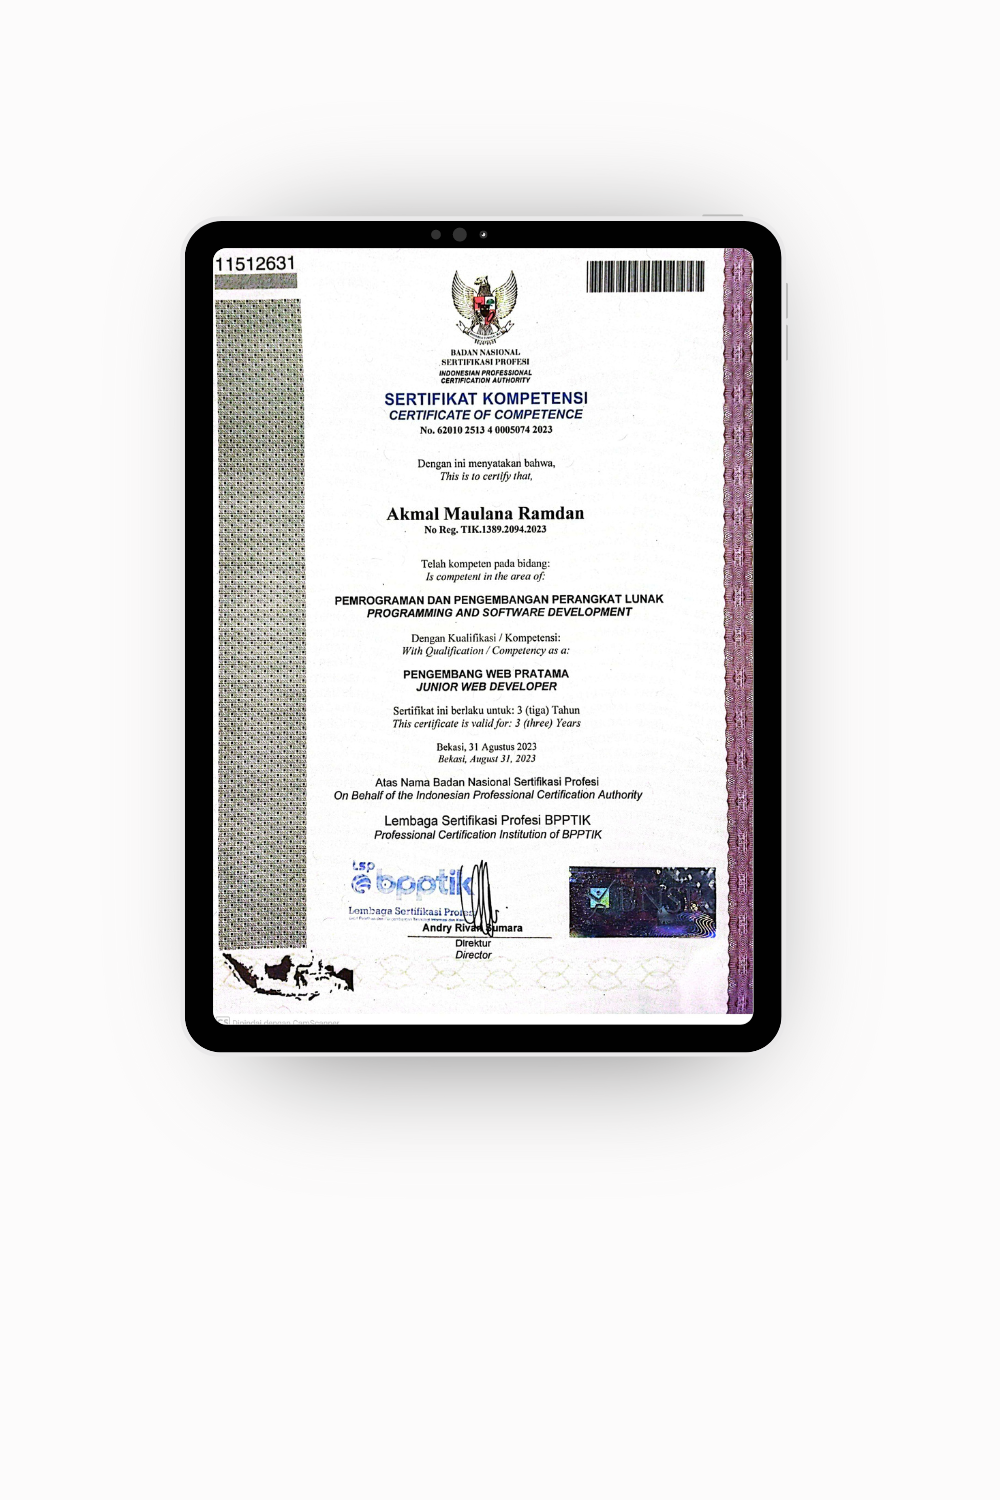 11512631
BADAN NASIONAL
SERTIFIKASI PROFESI
INDONESIAN PROFESSIONAL
CERTIFICATION AUTHORITY
SERTIFIKAT KOMPETENSI
CERTIFICATE OF COMPETENCE
No. 62010 2513 4 0005074 2023
Dengan ini menyatakan bahwa,
This is to certify that,
Akmal Maulana Ramdan
No Reg. TIK.1389.2094.2023
Telah kompeten pada bidang:
Is competent in the area of:
PEMROGRAMAN DAN PENGEMBANGAN PERANGKAT LUNAK
PROGRAMMING AND SOFTWARE DEVELOPMENT
Dengan Kualifikasi / Kompetensi:
With Qualification / Competency as a:
PENGEMBANG WEB PRATAMA
JUNIOR WEB DEVELOPER
Sertifikat ini berlaku untuk: 3 (tiga) Tahun
This certificate is valid for: 3 (three) Years
Bekasi, 31 Agustus 2023
Bekasi, August 31, 2023
Atas Nama Badan Nasional Sertifikasi Profesi
On Behalf of the Indonesian Professional Certification Authority
Lembaga Sertifikasi Profesi BPPTIK
Professional Certification Institution of BPPTIK
LSP
bpptik
Lembaga Sertifikasi Profesi
Andry Rivan Sumara
Direktur
Director